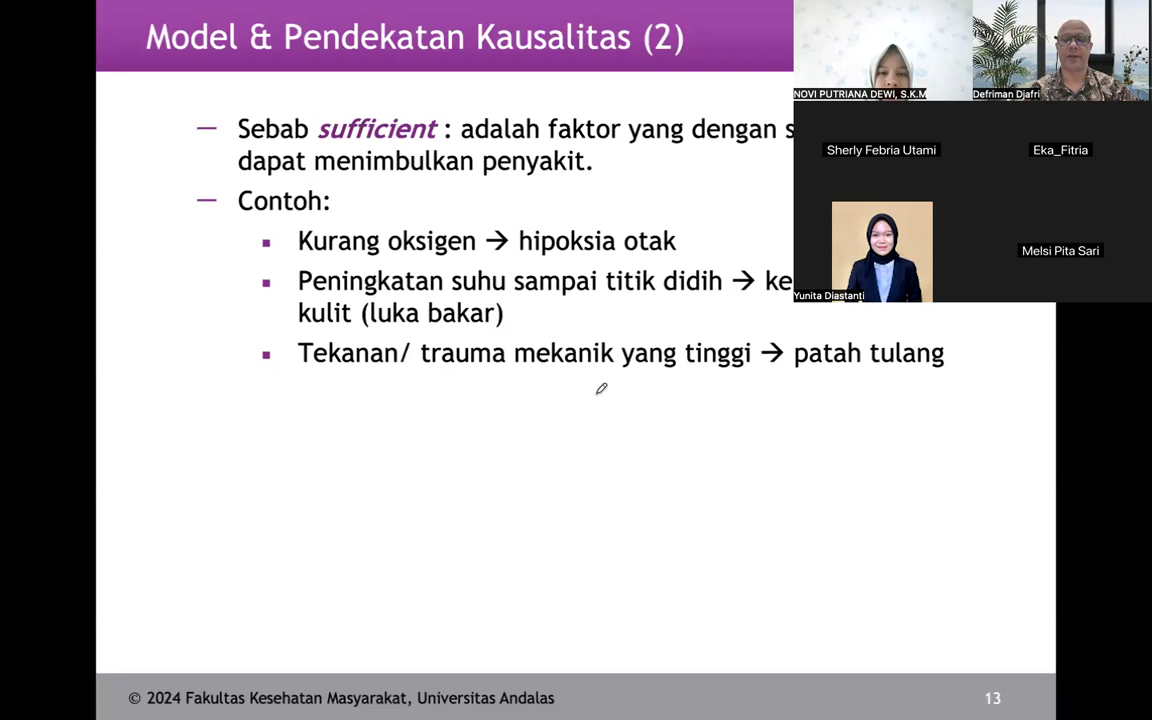 Model & Pendekatan Kausalitas (2)
— Sebab sufficient : adalah faktor yang dengan s
dapat menimbulkan penyakit.
— Contoh:
▪ Kurang oksigen → hipoksia otak
▪ Peningkatan suhu sampai titik didih → ke
kulit (luka bakar)
▪ Tekanan/ trauma mekanik yang tinggi → patah tulang
© 2024 Fakultas Kesehatan Masyarakat, Universitas Andalas
13
NOVI PUTRIANA DEWI, S.K.M
Defriman Djafri
Sherly Febria Utami
Eka_Fitria
Yunita Diastanti
Melsi Pita Sari